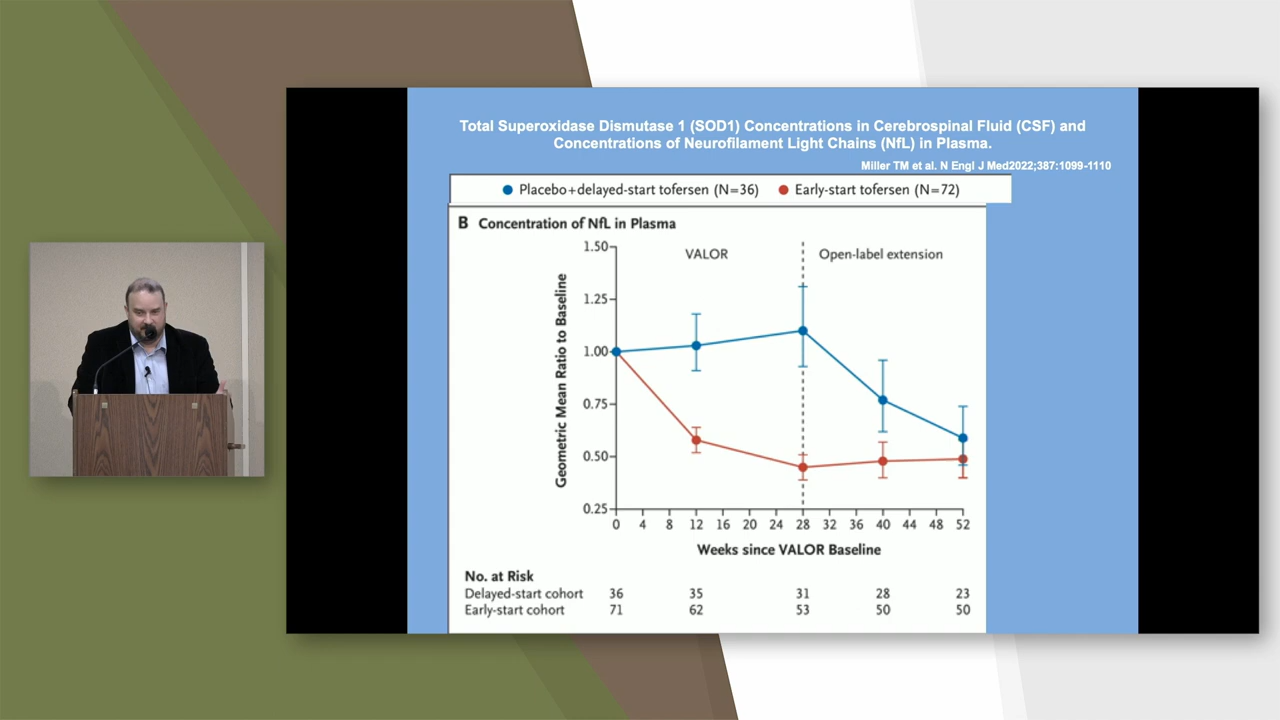 Total Superoxidase Dismutase 1 (SOD1) Concentrations in Cerebrospinal Fluid (CSF) and
Concentrations of Neurofilament Light Chains (NfL) in Plasma.
Miller TM et al. N Engl J Med2022;387:1099-1110
Placebo+delayed-start tofersen (N=36) Early-start tofersen (N=72)
B Concentration of NfL in Plasma
VALOR Open-label extension
Geometric Mean Ratio to Baseline
1.50
1.25
1.00
0.75
0.50
0.25
0 4 8 12 16 20 24 28 32 36 40 44 48 52
Weeks since VALOR Baseline
No. at Risk
Delayed-start cohort 36 35 31 28 23
Early-start cohort 71 62 53 50 50